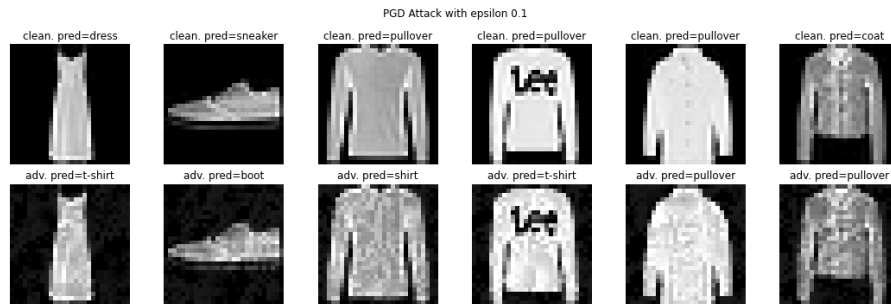 PGD Attack with epsilon 0.1
clean. pred=dress clean. pred=sneaker clean. pred=pullover clean. pred=pullover clean. pred=pullover clean. pred=coat
Lee
adv. pred=t-shirt adv. pred=boot adv. pred=shirt adv. pred=t-shirt adv. pred=pullover adv. pred=pullover
Lee